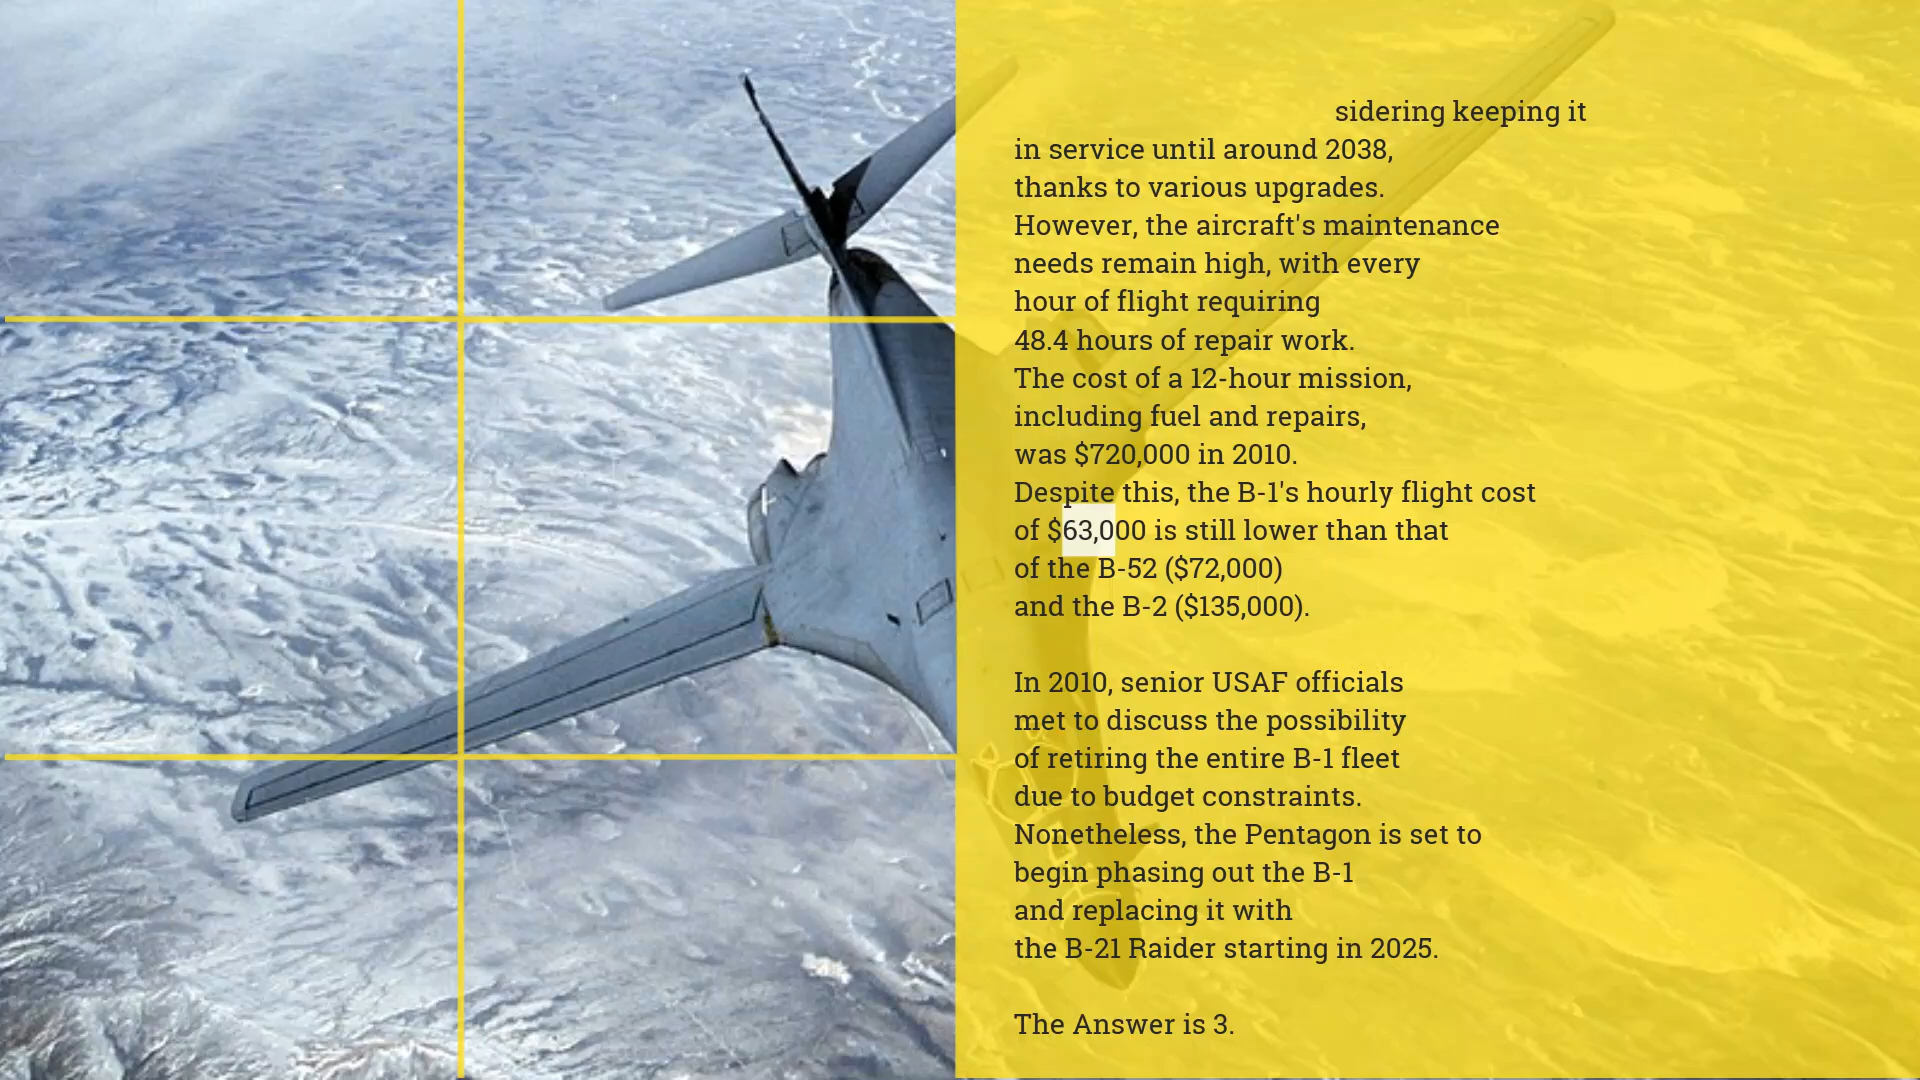 sidering keeping it
in service until around 2038,
thanks to various upgrades.
However, the aircraft's maintenance
needs remain high, with every
hour of flight requiring
48.4 hours of repair work.
The cost of a 12-hour mission,
including fuel and repairs,
was $720,000 in 2010.
Despite this, the B-1's hourly flight cost
of $63,000 is still lower than that
of the B-52 ($72,000)
and the B-2 ($135,000).
In 2010, senior USAF officials
met to discuss the possibility
of retiring the entire B-1 fleet
due to budget constraints.
Nonetheless, the Pentagon is set to
begin phasing out the B-1
and replacing it with
the B-21 Raider starting in 2025.
The Answer is 3.